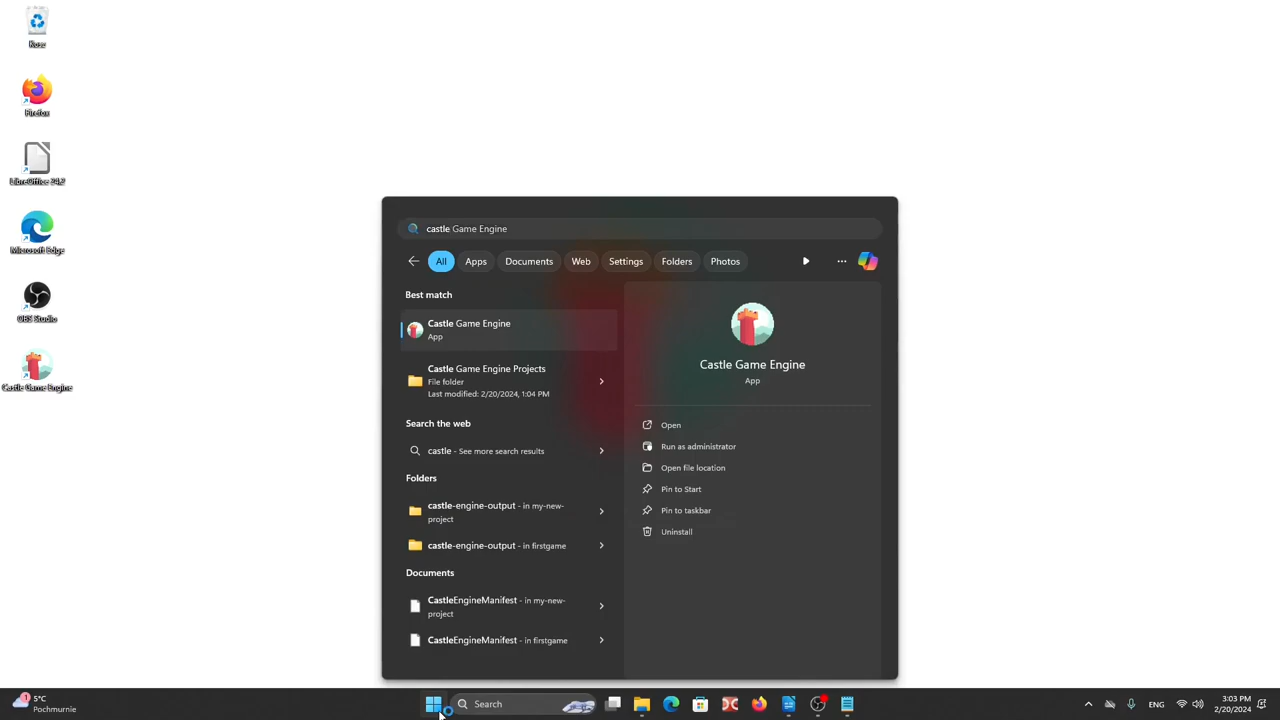 Kosz
Firefox
LibreOffice 24.2
Microsoft Edge
OBS Studio
Castle Game Engine
castle Game Engine
All Apps Documents Web Settings Folders Photos
Best match
Castle Game Engine
App
Castle Game Engine Projects
File folder
Last modified: 2/20/2024, 1:04 PM
Search the web
castle - See more search results
Folders
castle-engine-output - in my-new-
project
castle-engine-output - in firstgame
Documents
CastleEngineManifest - in my-new-
project
CastleEngineManifest - in firstgame
Castle Game Engine
App
Open
Run as administrator
Open file location
Pin to Start
Pin to taskbar
Uninstall
1
5°C
Pochmurnie
Search
ENG
3:03 PM
2/20/2024